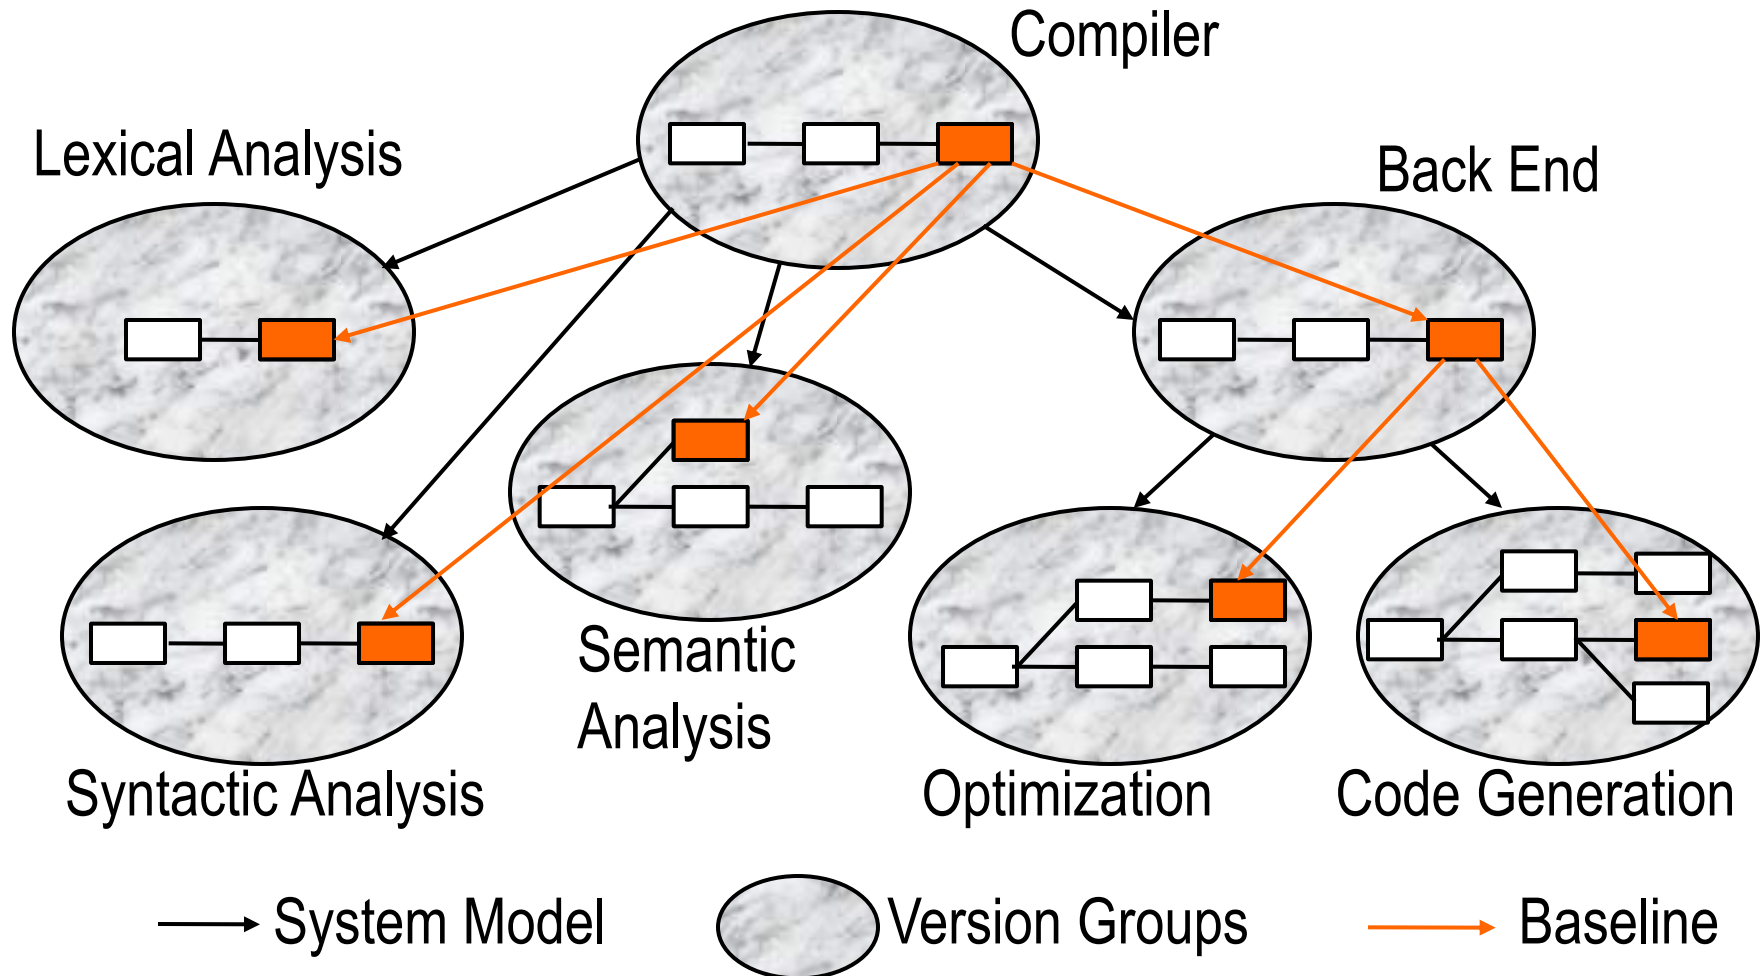 Compiler
Lexical Analysis
Back End
Semantic
Analysis
Syntactic Analysis
Optimization
Code Generation
System Model
Version Groups
Baseline